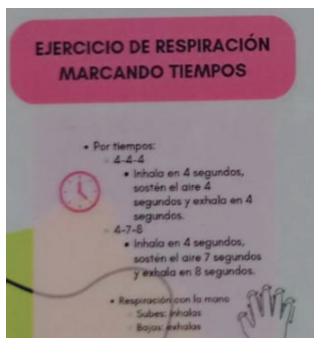 EJERCICIO DE RESPIRACIÓN
MARCANDO TIEMPOS
• Por tiempos:
◦ 4-4-4
• Inhala en 4 segundos,
sostén el aire 4
segundos y exhala en 4
segundos.
◦ 4-7-8
• Inhala en 4 segundos,
sostén el aire 7 segundos
y exhala en 8 segundos.
• Respiración con la mano
◦ Subes: inhalas
◦ Bajas: exhalas